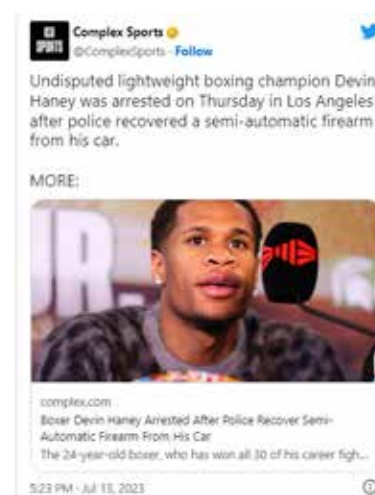 Complex Sports
SPORTS
@ComplexSports · Follow
Undisputed lightweight boxing champion Devin
Haney was arrested on Thursday in Los Angeles
after police recovered a semi-automatic firearm
from his car.
MORE:
complex.com
Boxer Devin Haney Arrested After Police Recover Semi-
Automatic Firearm From His Car
The 24-year-old boxer, who has won all 30 of his career figh...
5:23 PM · Jul 13, 2023